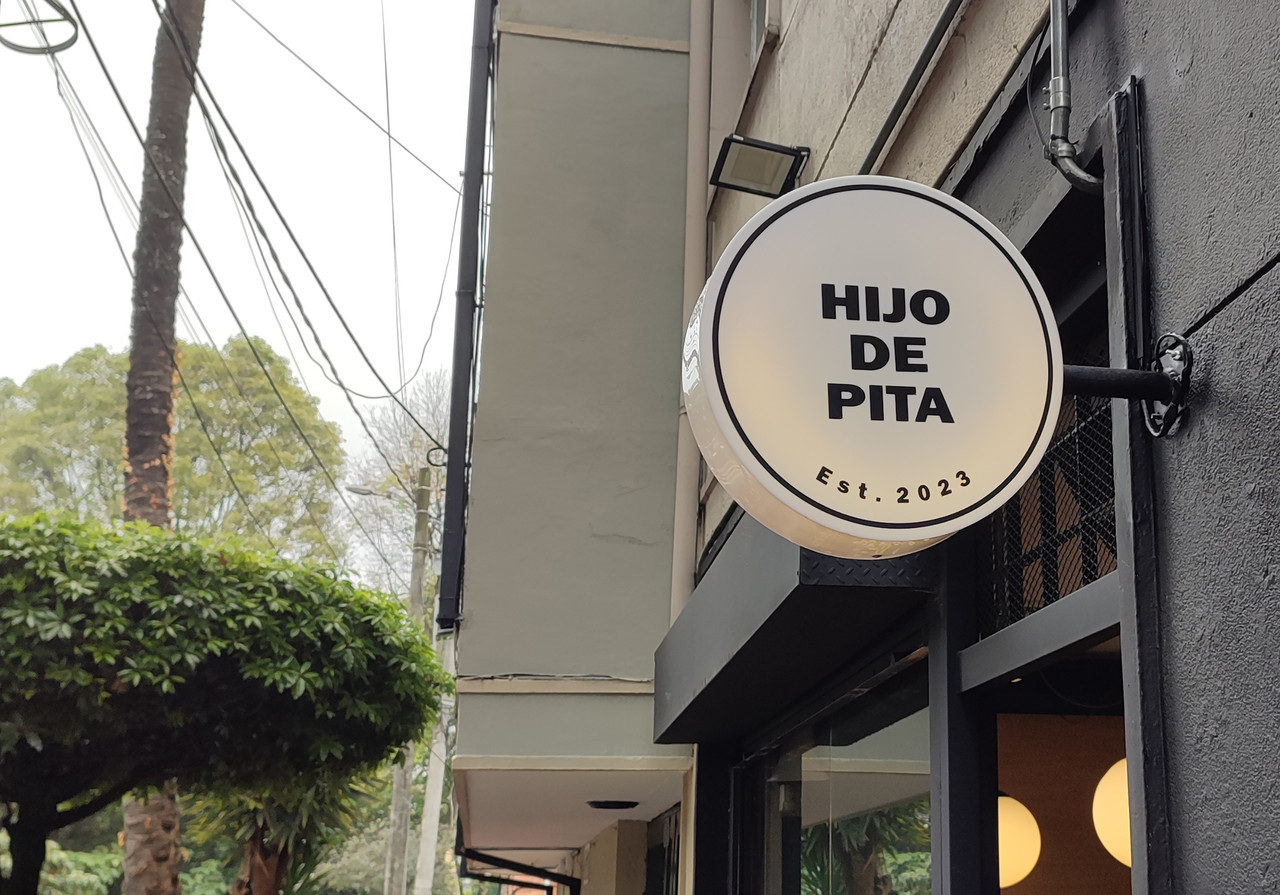 HIJO
DE
PITA
Est. 2023